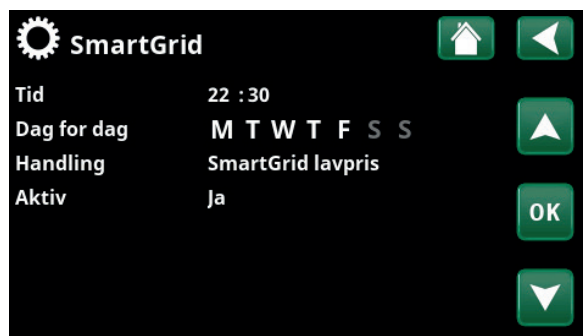 SmartGrid
Tid 22 :30
Dag for dag M T W T F S S
Handling SmartGrid lavpris
Aktiv Ja
OK